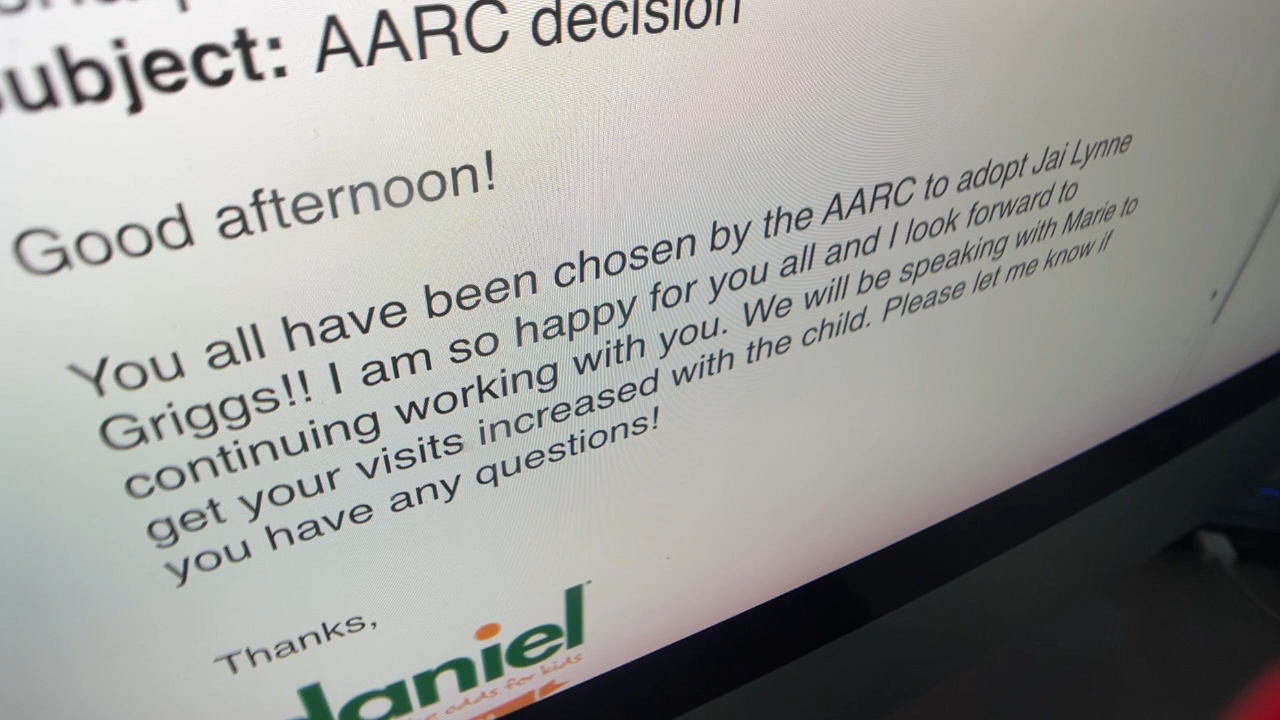 Subject: AARC decision
Good afternoon!
You all have been chosen by the AARC to adopt Jai Lynne
Griggs!! I am so happy for you all and I look forward to
continuing working with you. We will be speaking with Marie to
get your visits increased with the child. Please let me know if
you have any questions!
Thanks,
daniel
odds for kids